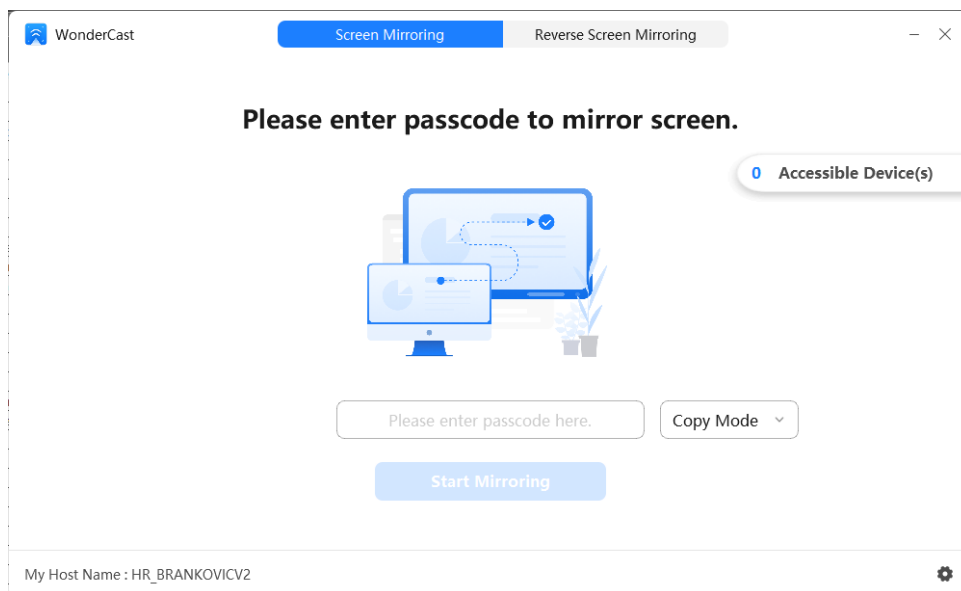 WonderCast
Screen Mirroring
Reverse Screen Mirroring
Please enter passcode to mirror screen.
0 Accessible Device(s)
Please enter passcode here.
Copy Mode
Start Mirroring
My Host Name : HR_BRANKOVICV2